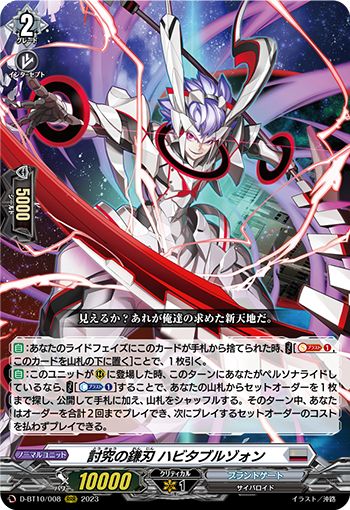 2
グレード
インターセプト
5000
シールド
見えるか?あれが俺達の求めた新天地だ。
自:あなたのライドフェイズにこのカードが手札から捨てられた時、【コスト】[カウンターブラスト1, 
このカードを山札の下に置く]ことで、1枚引く。
自:このユニットがRに登場した時、このターンにあなたがペルソナライドし
ているなら、【コスト】[カウンターブラスト1]することで、あなたの山札からセットオーダーを1枚
まで探し、公開して手札に加え、山札をシャッフルする。そのターン中、あなた
はオーダーを合計2回までプレイでき、次にプレイするセットオーダーのコスト
を払わずプレイできる。
ノーマルユニット
討究の鎌刃 ハビタブルゾォン
パワー 10000 クリティカル 1
ブラントゲート
サイバロイド
D-BT10/008 RRR 2023
イラスト/沖路